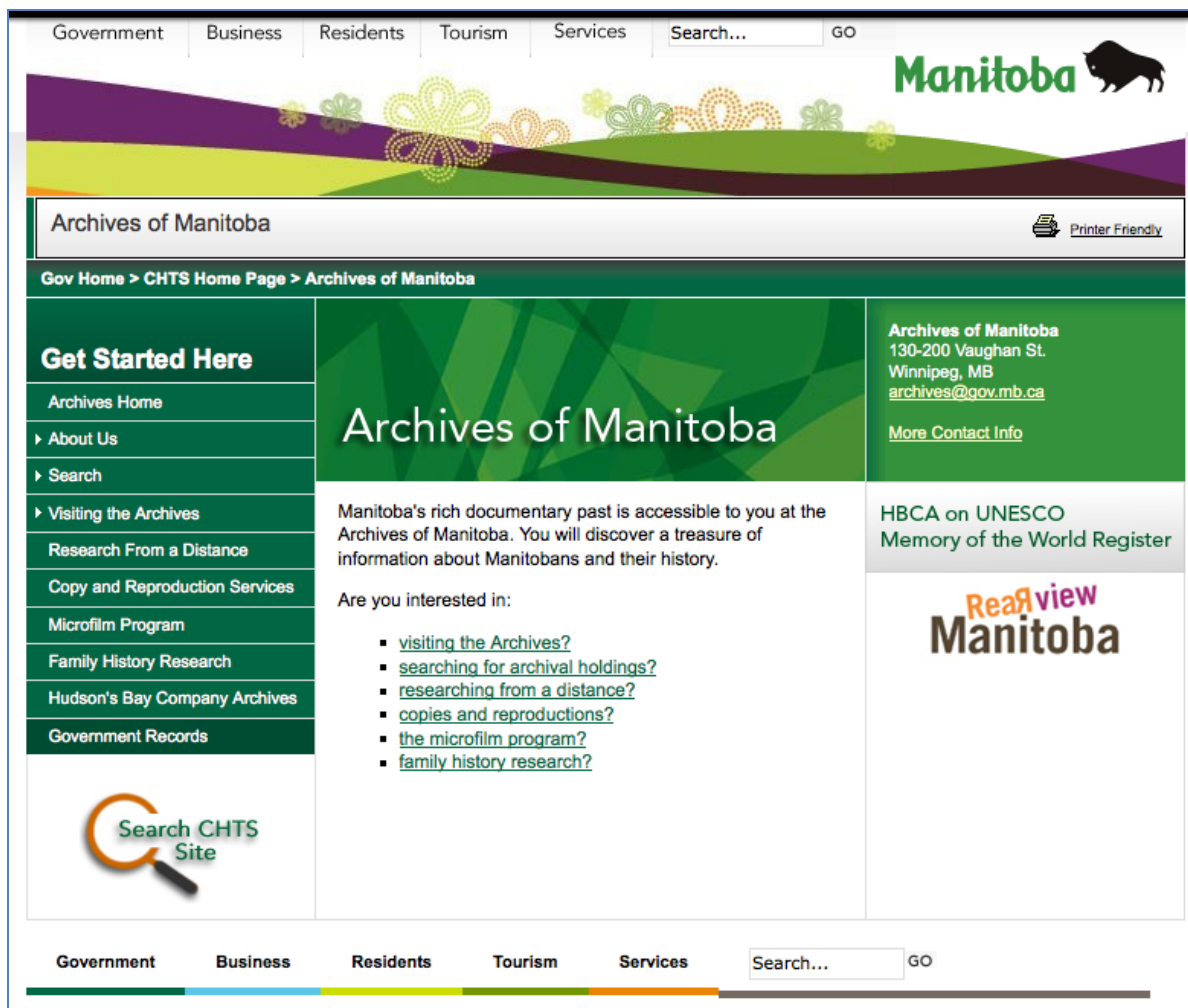 Government Business Residents Tourism Services Search... GO
Manitoba
Archives of Manitoba Printer Friendly
Gov Home > CHTS Home Page > Archives of Manitoba
Get Started Here
Archives Home
About Us
Search
Visiting the Archives
Research From a Distance
Copy and Reproduction Services
Microfilm Program
Family History Research
Hudson's Bay Company Archives
Government Records
Search CHTS
Site
Archives of Manitoba
Manitoba's rich documentary past is accessible to you at the
Archives of Manitoba. You will discover a treasure of
information about Manitobans and their history.
Are you interested in:
visiting the Archives?
searching for archival holdings?
researching from a distance?
copies and reproductions?
the microfilm program?
family history research?
Archives of Manitoba
130-200 Vaughan St.
Winnipeg, MB
archives@gov.mb.ca
More Contact Info
HBCA on UNESCO
Memory of the World Register
ReaRview
Manitoba
Government Business Residents Tourism Services Search... GO